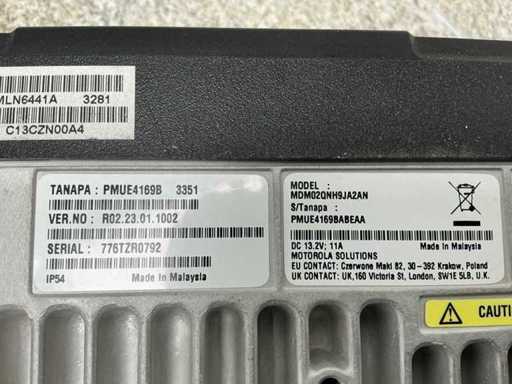 MLN6441A 3281
C13CZN00A4
TANAPA : PMUE4169B 3351
VER.NO : R02.23.01.1002
SERIAL : 776TZR0792
IP54 Made In Malaysia
MODEL :
MDM02QNH9JA2AN
S/Tanapa :
PMUE4169BABEAA
DC 13.2V; 11A Made In Malaysia
MOTOROLA SOLUTIONS
EU CONTACT: Czerwone Maki 82, 30 - 392 Krakow, Poland
UK CONTACT: UK,160 Victoria St, London, SW1E 5LB, U.K.